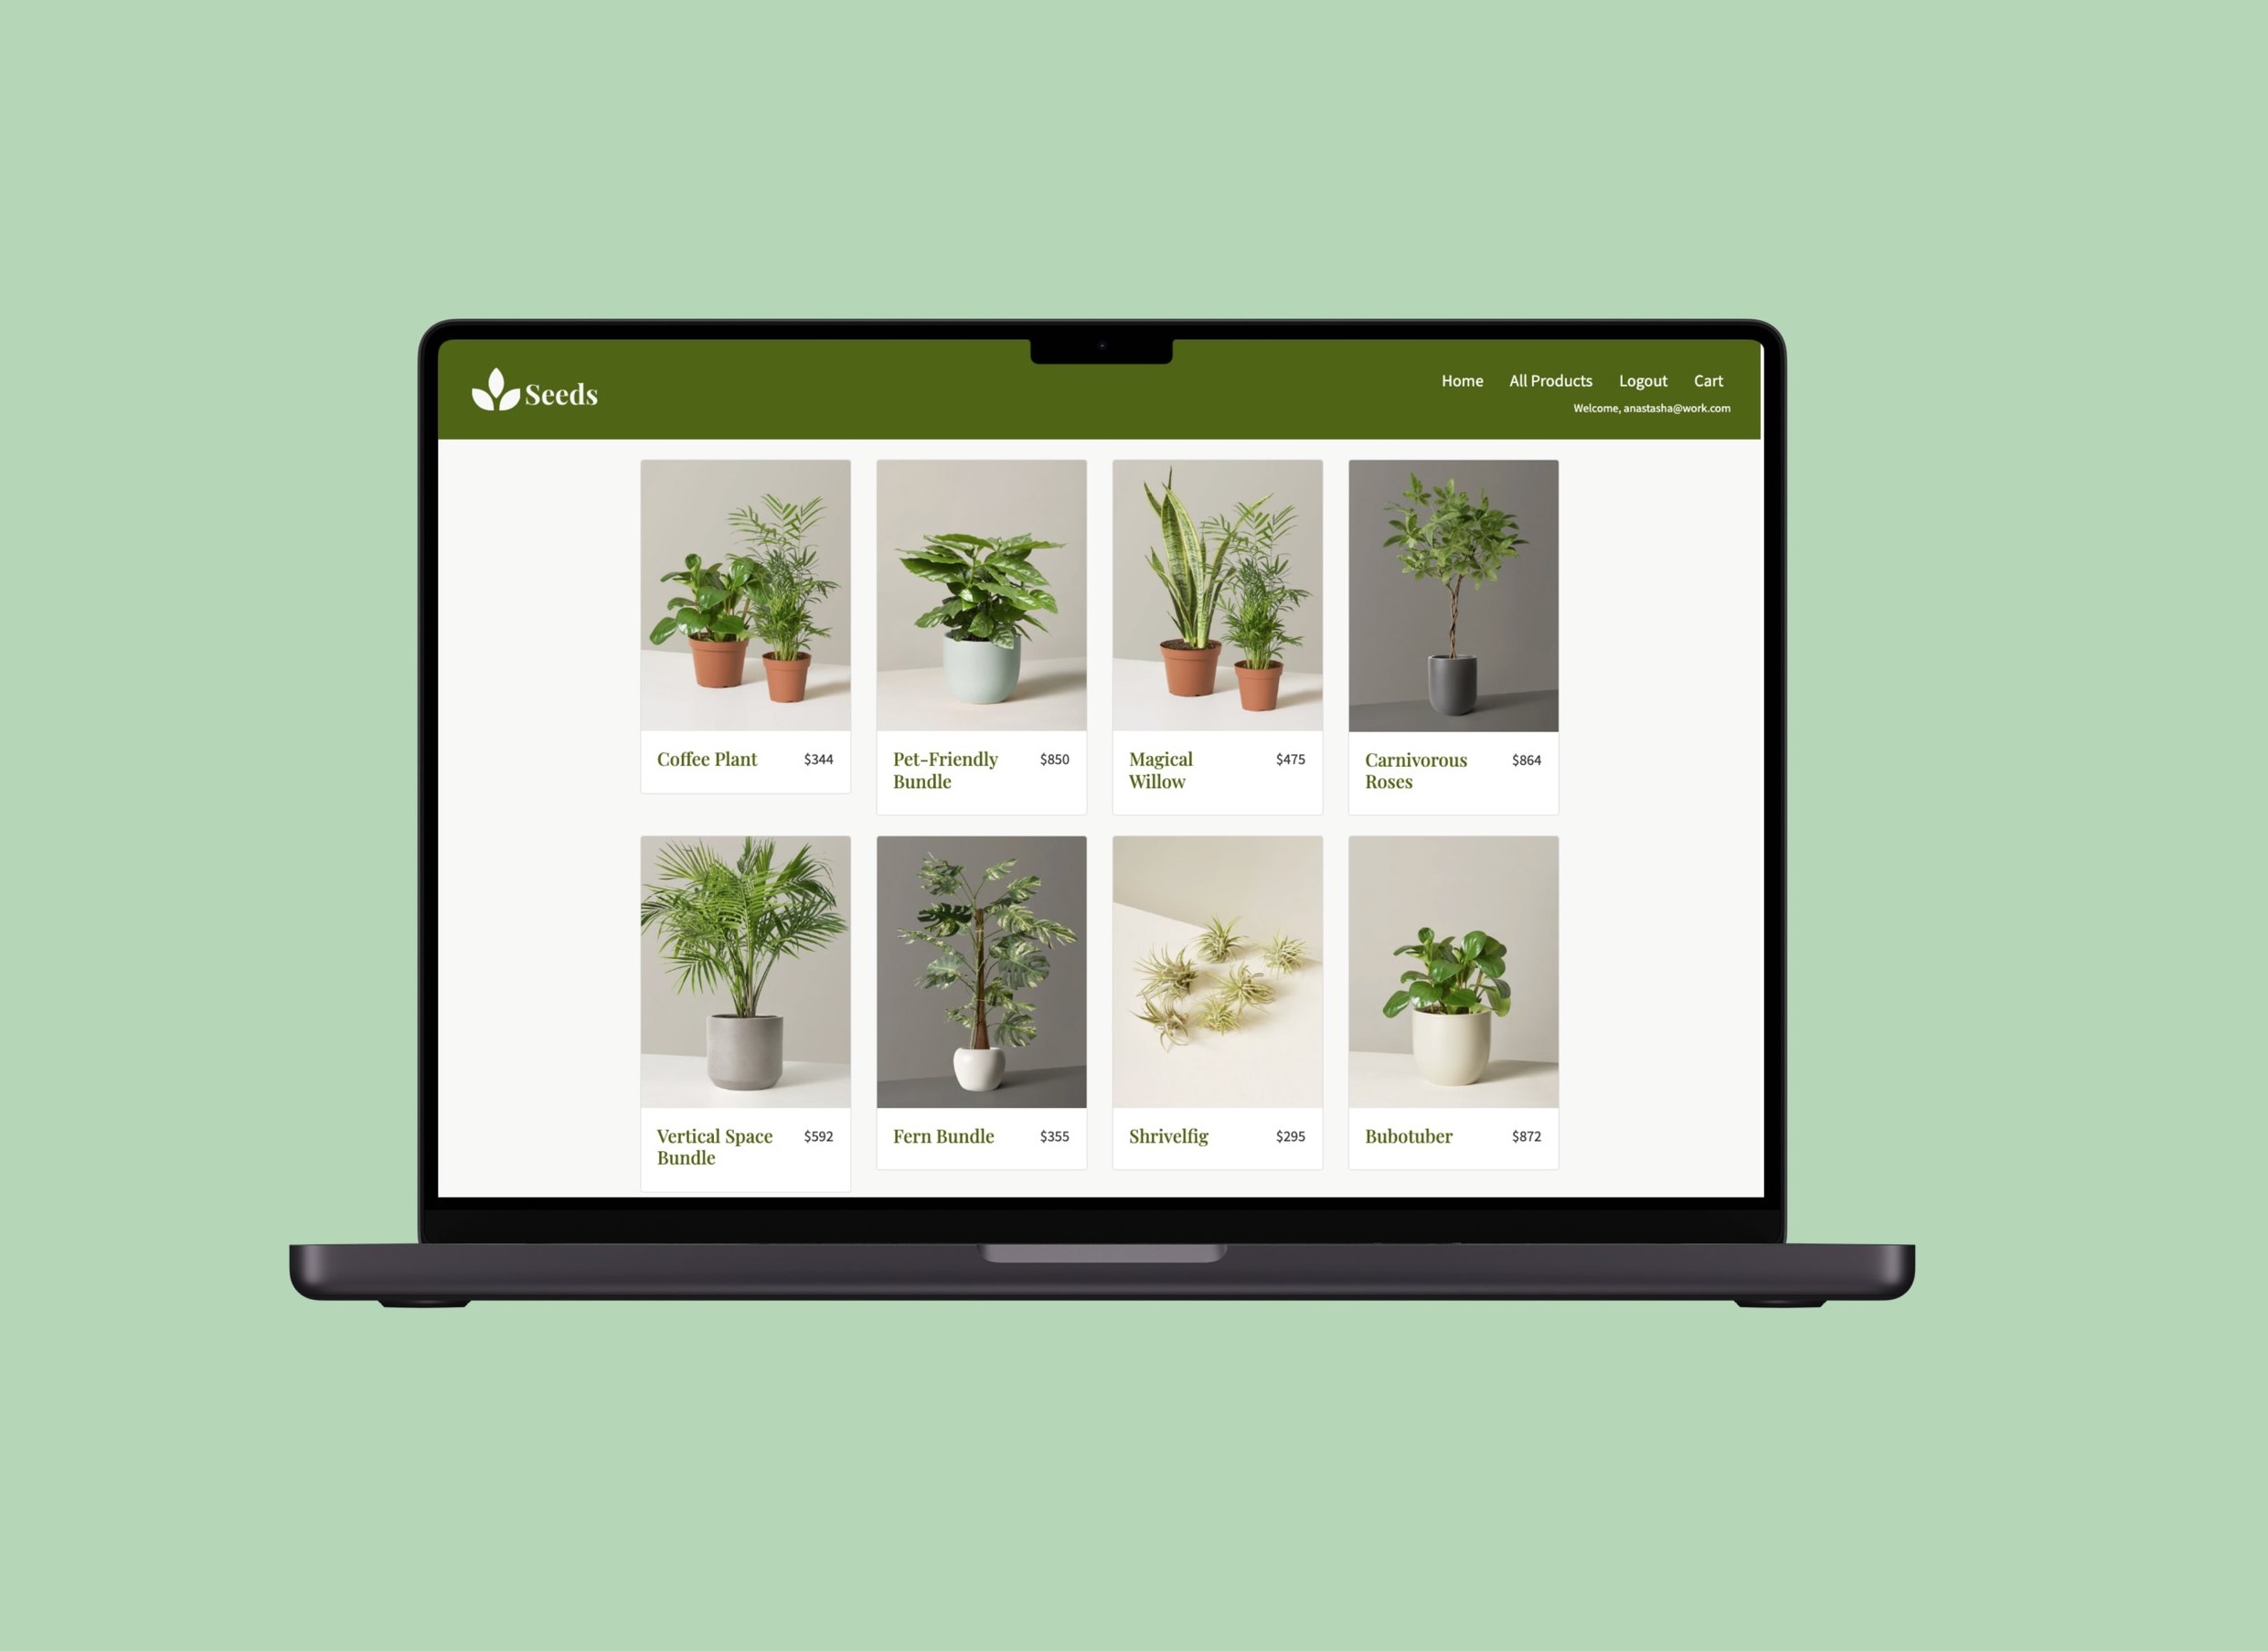 Seeds
Home All Products Logout Cart
Welcome, anastasha@work.com
Coffee Plant $344
Pet-Friendly Bundle $850
Magical Willow $475
Carnivorous Roses $864
Vertical Space Bundle $592
Fern Bundle $355
Shrivelfig $295
Bubotuber $872